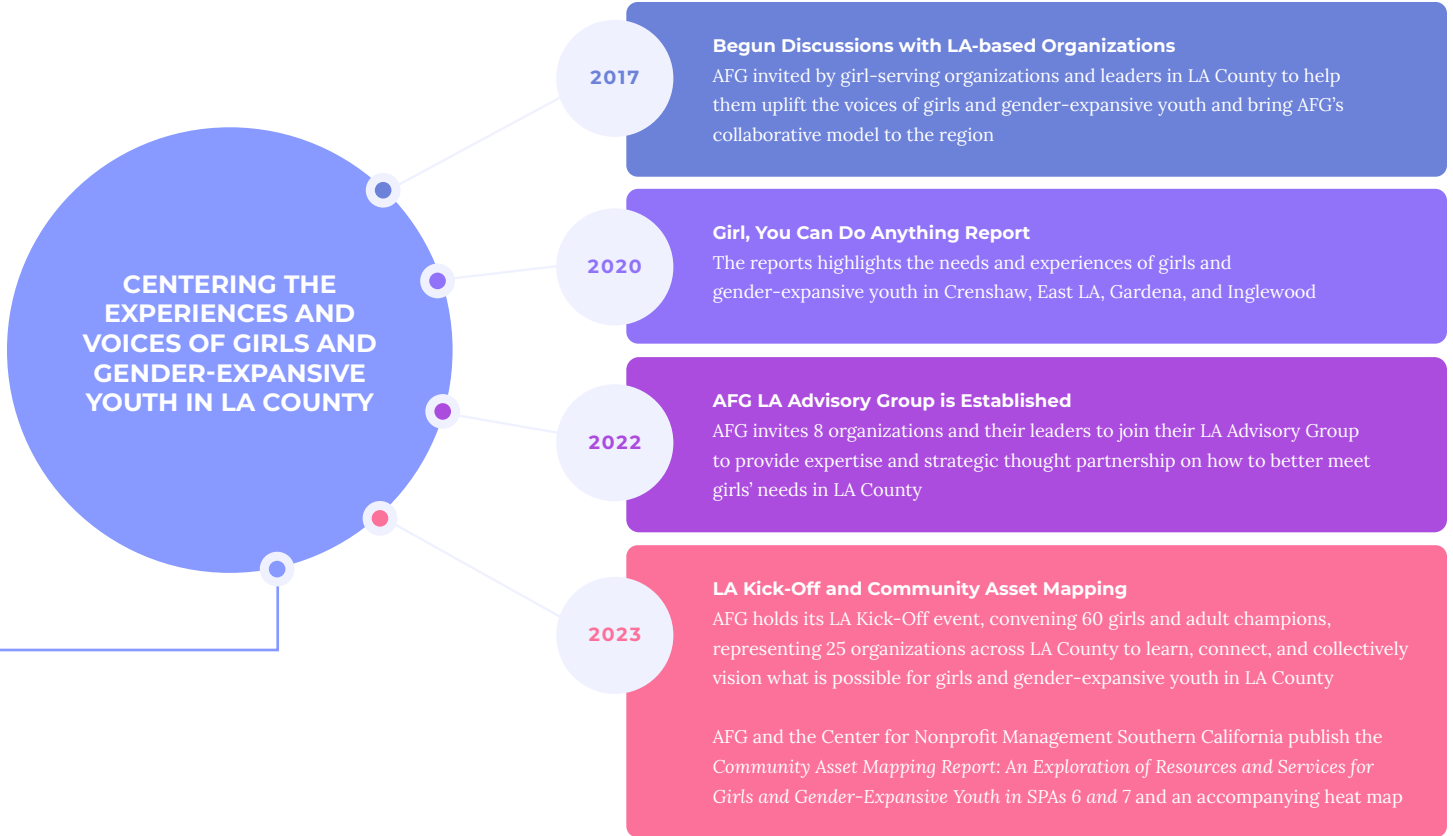 CENTERING THE
EXPERIENCES AND
VOICES OF GIRLS AND
GENDER-EXPANSIVE
YOUTH IN LA COUNTY
2017
Begun Discussions with LA-based Organizations
AFG invited by girl-serving organizations and leaders in LA County to help
them uplift the voices of girls and gender-expansive youth and bring AFG’s
collaborative model to the region
2020
Girl, You Can Do Anything Report
The reports highlights the needs and experiences of girls and
gender-expansive youth in Crenshaw, East LA, Gardena, and Inglewood
2022
AFG LA Advisory Group is Established
AFG invites 8 organizations and their leaders to join their LA Advisory Group
to provide expertise and strategic thought partnership on how to better meet
girls’ needs in LA County
2023
LA Kick-Off and Community Asset Mapping
AFG holds its LA Kick-Off event, convening 60 girls and adult champions,
representing 25 organizations across LA County to learn, connect, and collectively
vision what is possible for girls and gender-expansive youth in LA County
AFG and the Center for Nonprofit Management Southern California publish the
Community Asset Mapping Report: An Exploration of Resources and Services for
Girls and Gender-Expansive Youth in SPAs 6 and 7 and an accompanying heat map